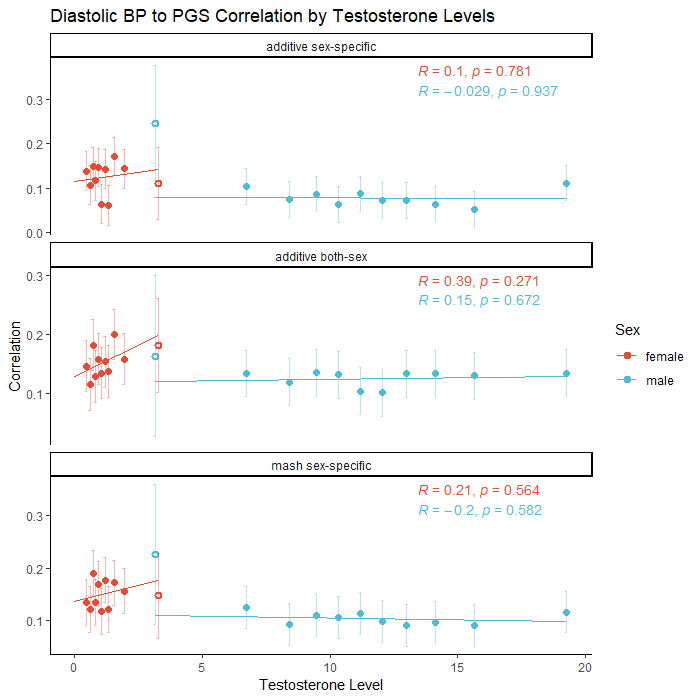 Diastolic BP to PGS Correlation by Testosterone Levels
additive sex-specific
R = 0.1, p = 0.781
R = −0.029, p = 0.937
0.3
0.2
0.1
0.0
additive both-sex
R = 0.39, p = 0.271
R = 0.15, p = 0.672
0.3
0.2
0.1
Correlation
Sex
female
male
mash sex-specific
R = 0.21, p = 0.564
R = −0.2, p = 0.582
0.3
0.2
0.1
0 5 10 15 20
Testosterone Level